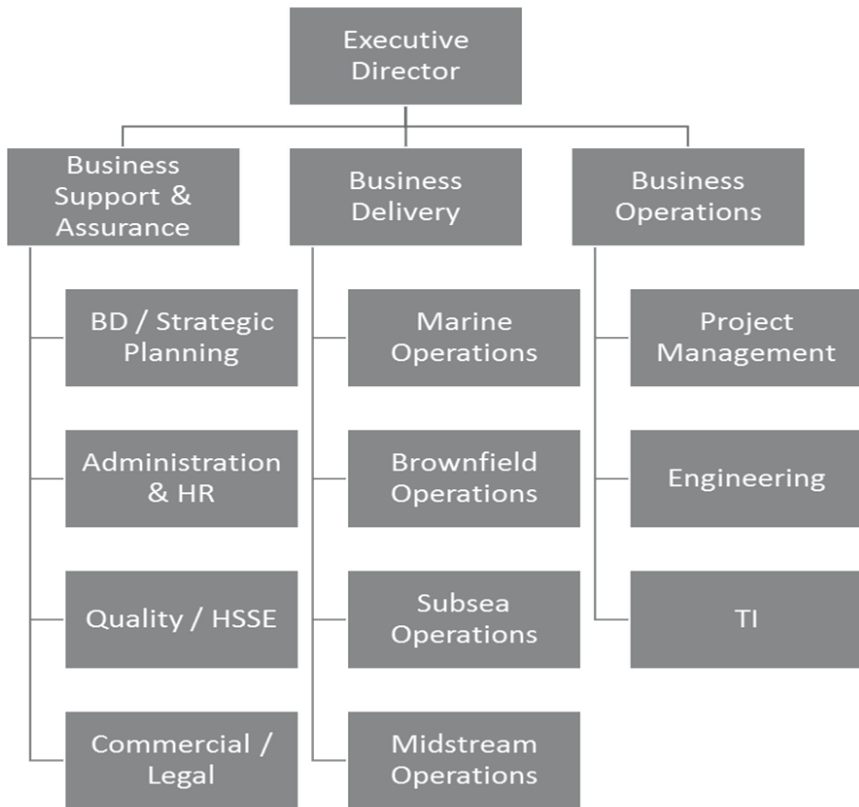 Executive
Director
Business
Support &
Assurance
Business
Delivery
Business
Operations
BD / Strategic
Planning
Marine
Operations
Project
Management
Administration
& HR
Brownfield
Operations
Engineering
Quality / HSSE
Subsea
Operations
TI
Commercial /
Legal
Midstream
Operations